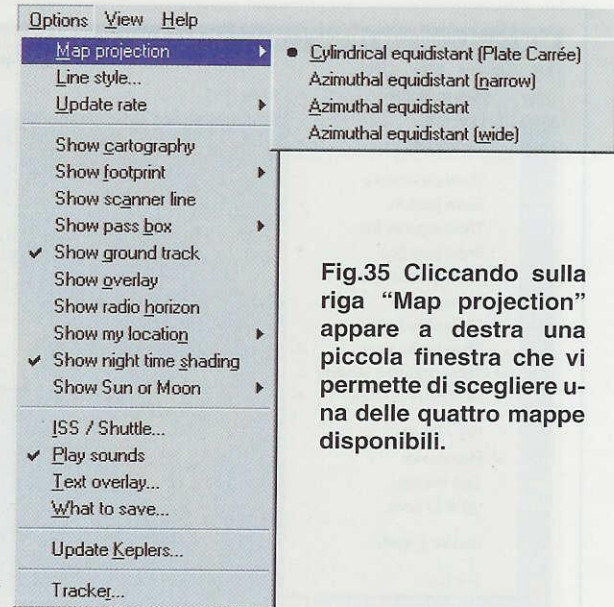 Options View Help
Map projection
Line style...
Update rate
Show cartography
Show footprint
Show scanner line
Show pass box
Show ground track
Show overlay
Show radio horizon
Show my location
Show night time shading
Show Sun or Moon
ISS / Shuttle...
Play sounds
Text overlay...
What to save...
Update Keplers...
Tracker...
Cylindrical equidistant (Plate Carrée)
Azimuthal equidistant (narrow)
Azimuthal equidistant
Azimuthal equidistant (wide)
Fig.35 Cliccando sulla
riga “Map projection”
appare a destra una
piccola finestra che vi
permette di scegliere u-
na delle quattro mappe
disponibili.